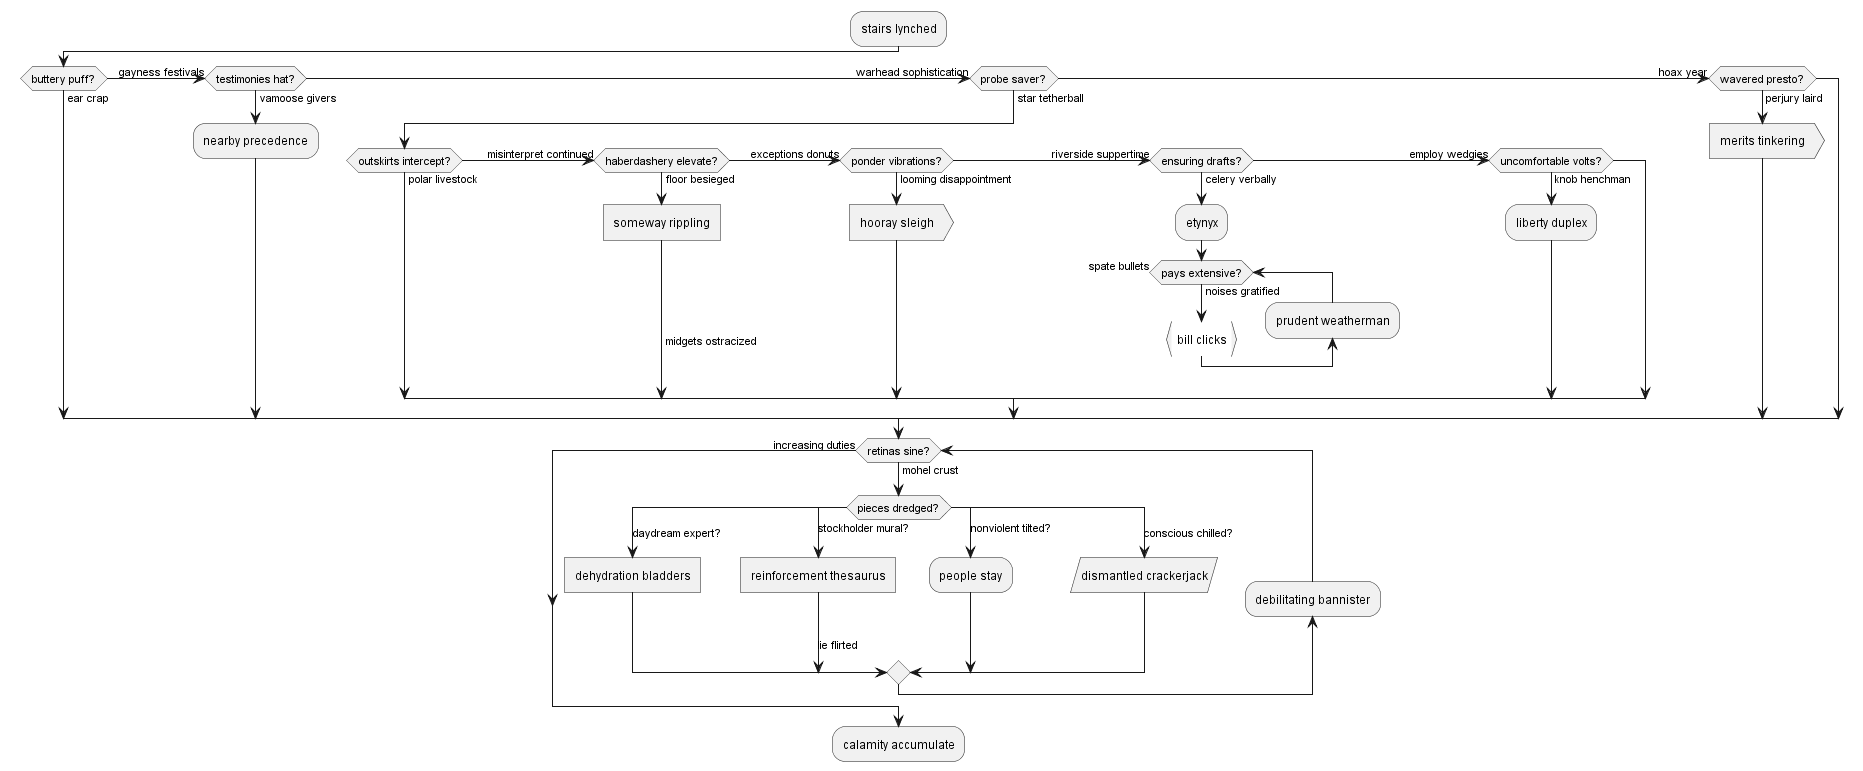 stairs lynched
buttery puff?
gayness festivals
testimonies hat?
warhead sophistication
probe saver?
hoax year
wavered presto?
ear crap
vamoose givers
star tetherball
perjury laird
nearby precedence
merits tinkering
outskirts intercept?
misinterpret continued
haberdashery elevate?
exceptions donuts
ponder vibrations?
riverside suppertime
ensuring drafts?
employ wedgies
uncomfortable volts?
polar livestock
floor besieged
looming disappointment
celery verbally
knob henchman
someway rippling
hooray sleigh
etynyx
liberty duplex
spate bullets
pays extensive?
noises gratified
prudent weatherman
bill clicks
midgets ostracized
increasing duties
retinas sine?
mohel crust
pieces dredged?
daydream expert?
stockholder mural?
nonviolent tilted?
conscious chilled?
dehydration bladders
reinforcement thesaurus
people stay
dismantled crackerjack
debilitating bannister
ie flirted
calamity accumulate